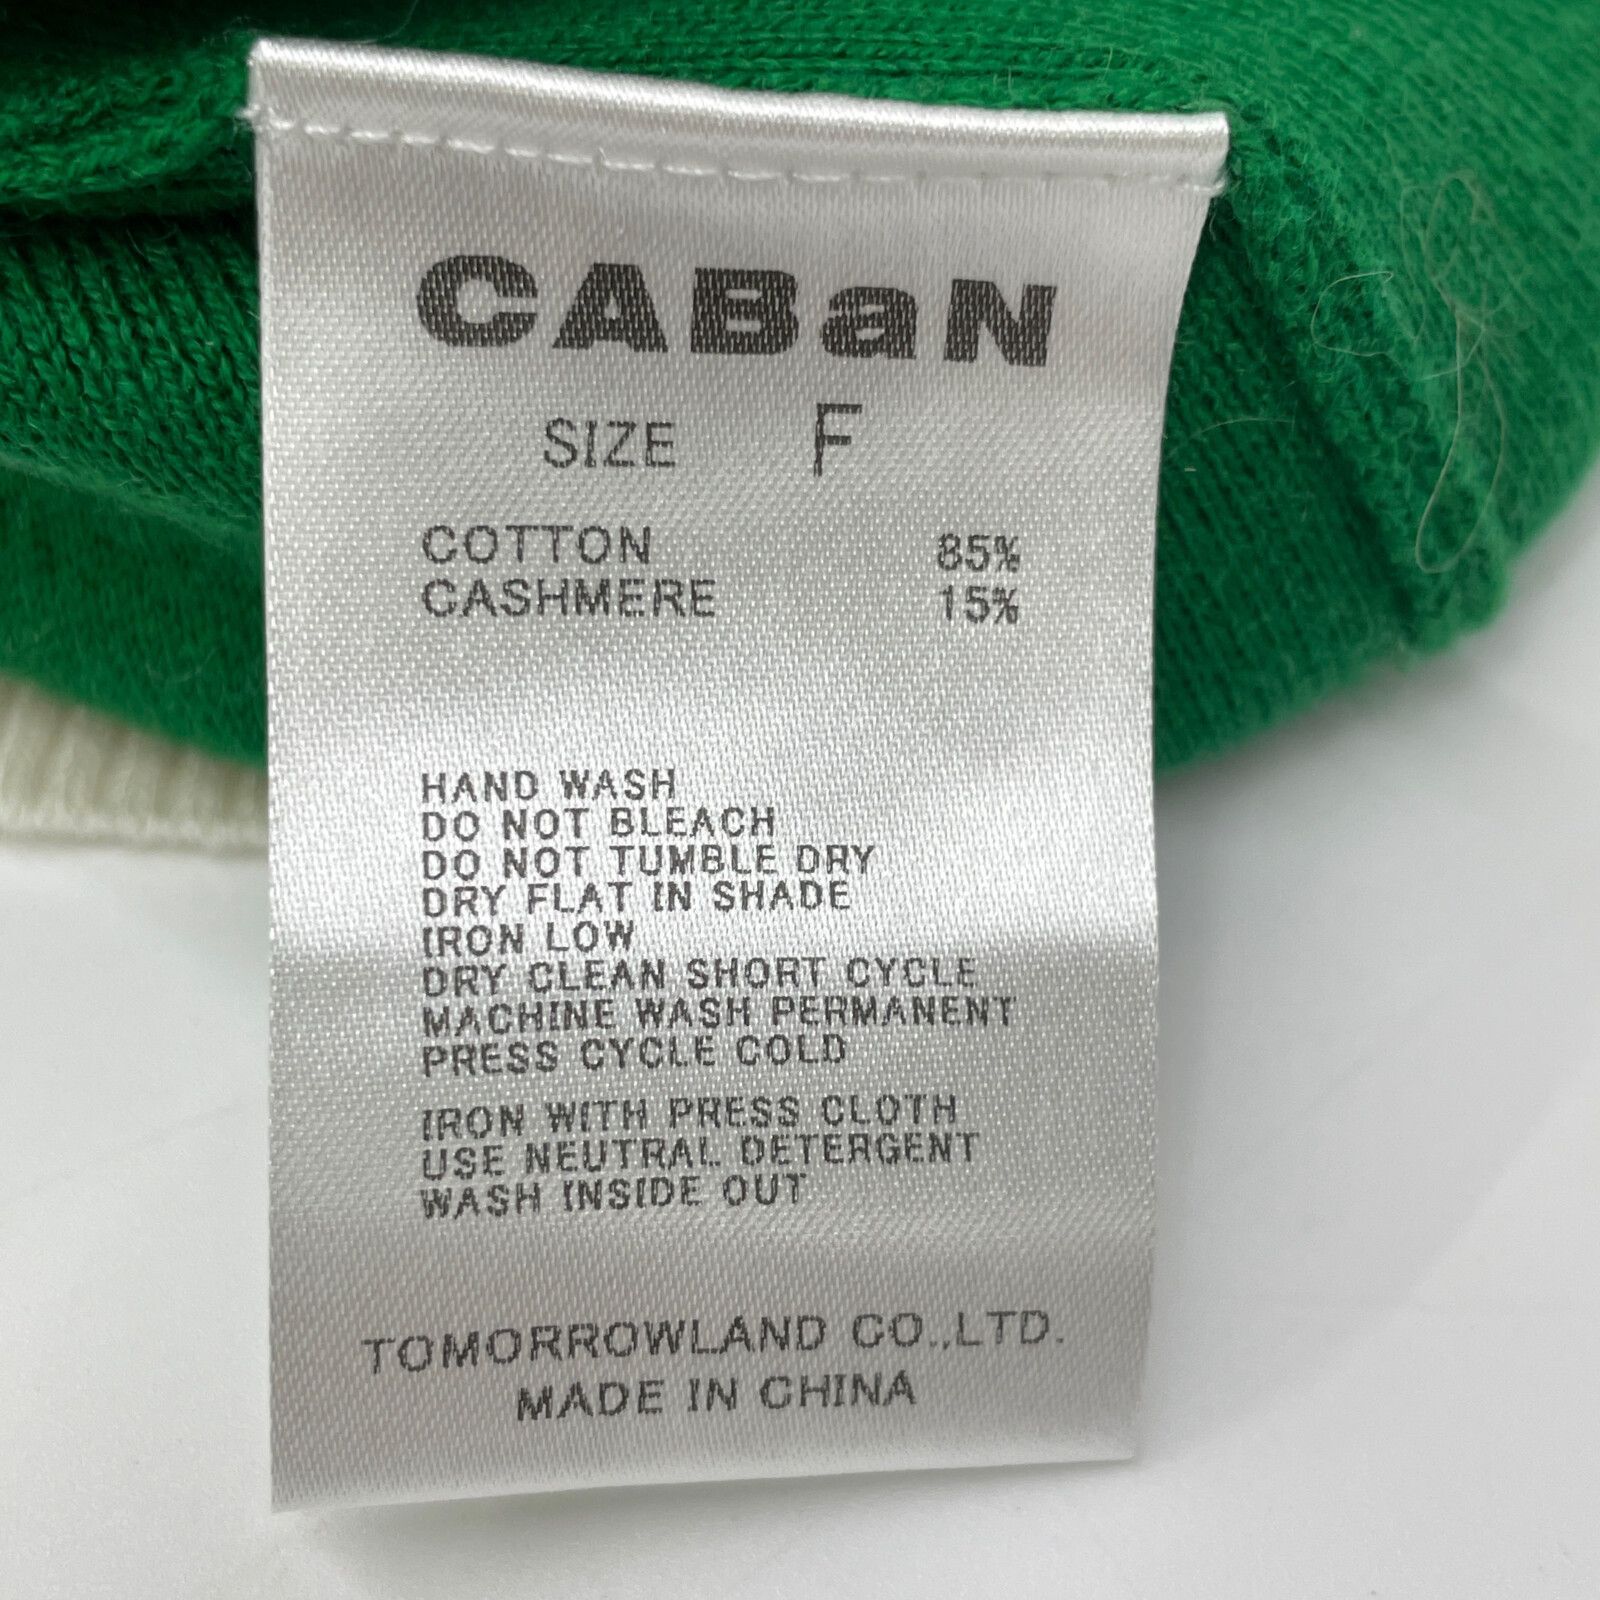 CABaN
SIZE F
COTTON 85%
CASHMERE 15%
HAND WASH
DO NOT BLEACH
DO NOT TUMBLE DRY
DRY FLAT IN SHADE
IRON LOW
DRY CLEAN SHORT CYCLE
MACHINE WASH PERMANENT
PRESS CYCLE COLD
IRON WITH PRESS CLOTH
USE NEUTRAL DETERGENT
WASH INSIDE OUT
TOMORROWLAND CO.,LTD.
MADE IN CHINA